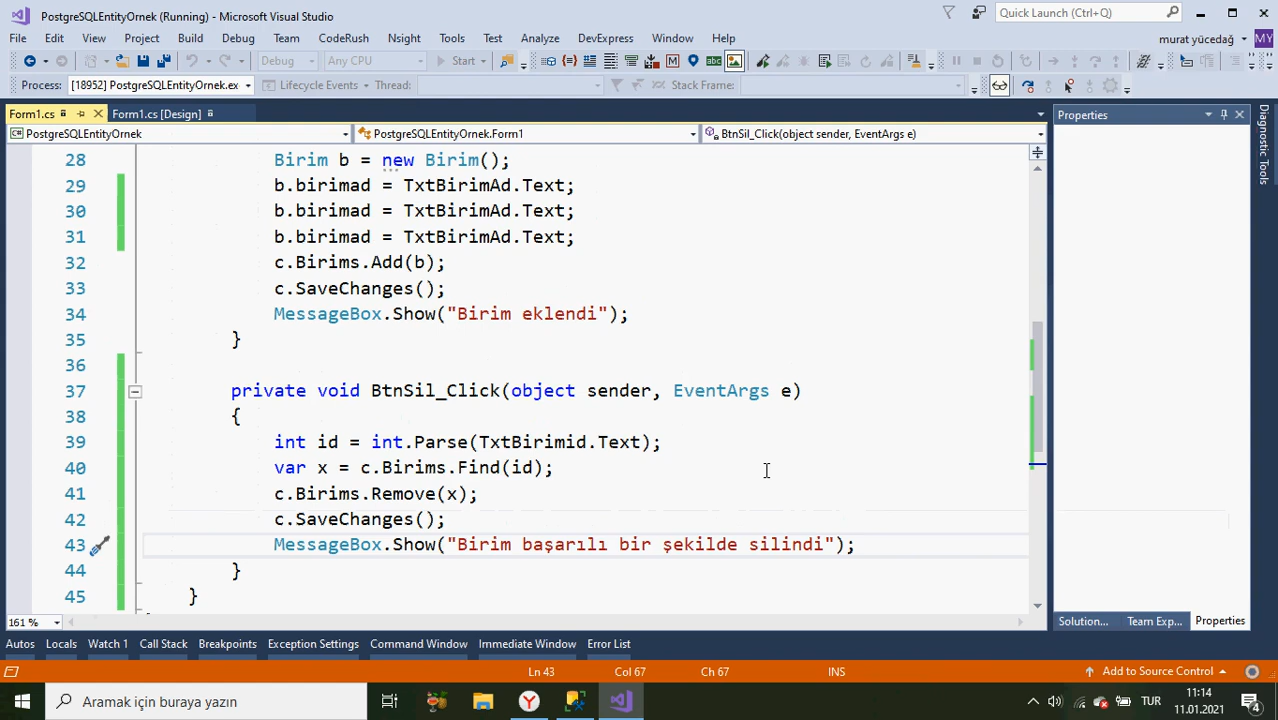 PostgreSQLEntityOrnek (Running) - Microsoft Visual Studio
Quick Launch (Ctrl+Q)
File Edit View Project Build Debug Team CodeRush Nsight Tools Test Analyze DevExpress Window Help
murat yücedağ MY
Debug Any CPU Start
abc
Process: [18952] PostgreSQLEntityOrnek.ex Lifecycle Events Thread: Stack Frame:
Form1.cs Form1.cs [Design]
Properties
Diagnostic Tools
PostgreSQLEntityOrnek PostgreSQLEntityOrnek.Form1 BtnSil_Click(object sender, EventArgs e)
28 Birim b = new Birim();
29 b.birimad = TxtBirimAd.Text;
30 b.birimad = TxtBirimAd.Text;
31 b.birimad = TxtBirimAd.Text;
32 c.Birims.Add(b);
33 c.SaveChanges();
34 MessageBox.Show("Birim eklendi");
35 }
36
37 private void BtnSil_Click(object sender, EventArgs e)
38 {
39 int id = int.Parse(TxtBirimid.Text);
40 var x = c.Birims.Find(id);
41 c.Birims.Remove(x);
42 c.SaveChanges();
43 MessageBox.Show("Birim başarılı bir şekilde silindi");
44 }
45 }
161 %
Solution... Team Exp... Properties
Autos Locals Watch 1 Call Stack Breakpoints Exception Settings Command Window Immediate Window Error List
Ln 43 Col 67 Ch 67 INS Add to Source Control
Aramak için buraya yazın
TUR
11:14
11.01.2021
4